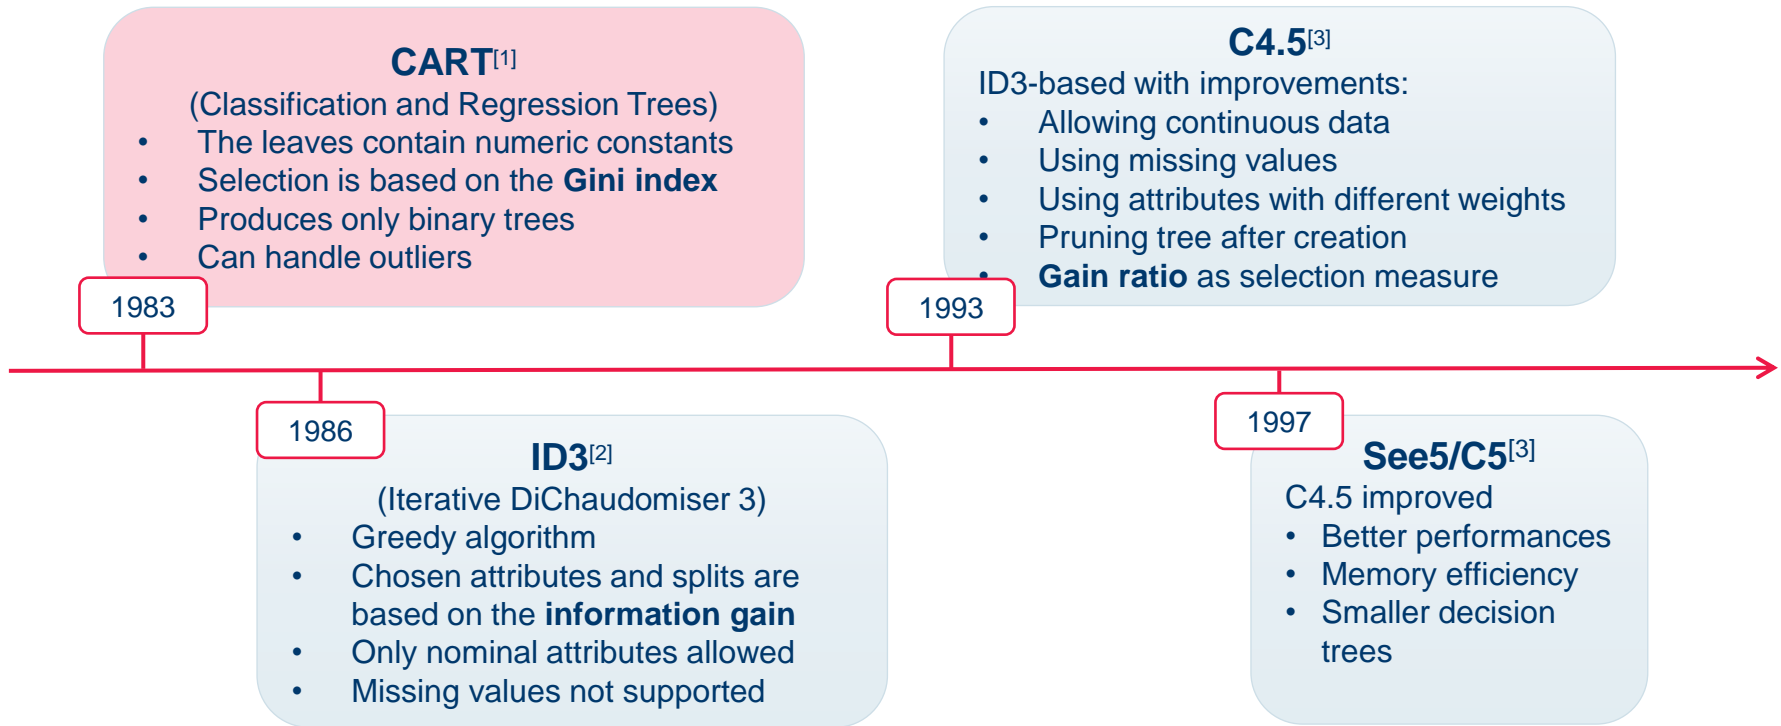 CART[1]
(Classification and Regression Trees)
• The leaves contain numeric constants
• Selection is based on the Gini index
• Produces only binary trees
• Can handle outliers
1983
C4.5[3]
ID3-based with improvements:
• Allowing continuous data
• Using missing values
• Using attributes with different weights
• Pruning tree after creation
• Gain ratio as selection measure
1993
1986
ID3[2]
(Iterative DiChaudomiser 3)
• Greedy algorithm
• Chosen attributes and splits are
based on the information gain
• Only nominal attributes allowed
• Missing values not supported
1997
See5/C5[3]
C4.5 improved
• Better performances
• Memory efficiency
• Smaller decision
trees